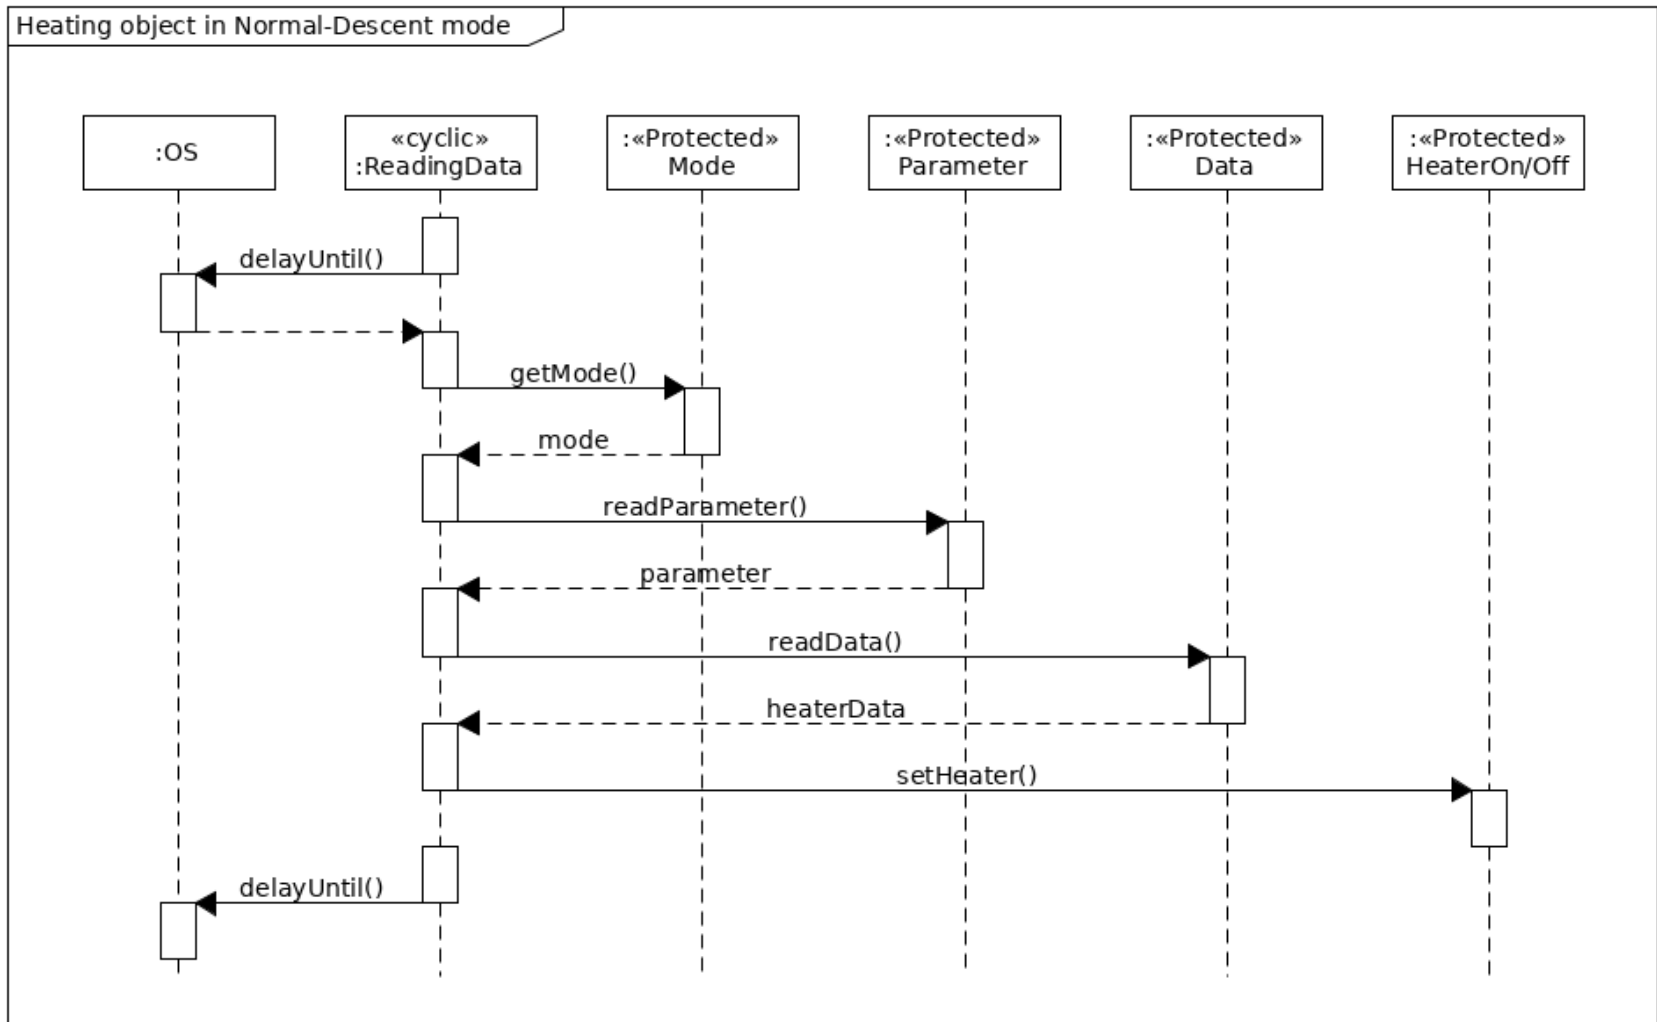 Heating object in Normal-Descent mode
:OS
«cyclic»
:ReadingData
:«Protected»
Mode
:«Protected»
Parameter
:«Protected»
Data
:«Protected»
HeaterOn/Off
delayUntil()
getMode()
mode
readParameter()
parameter
readData()
heaterData
setHeater()
delayUntil()